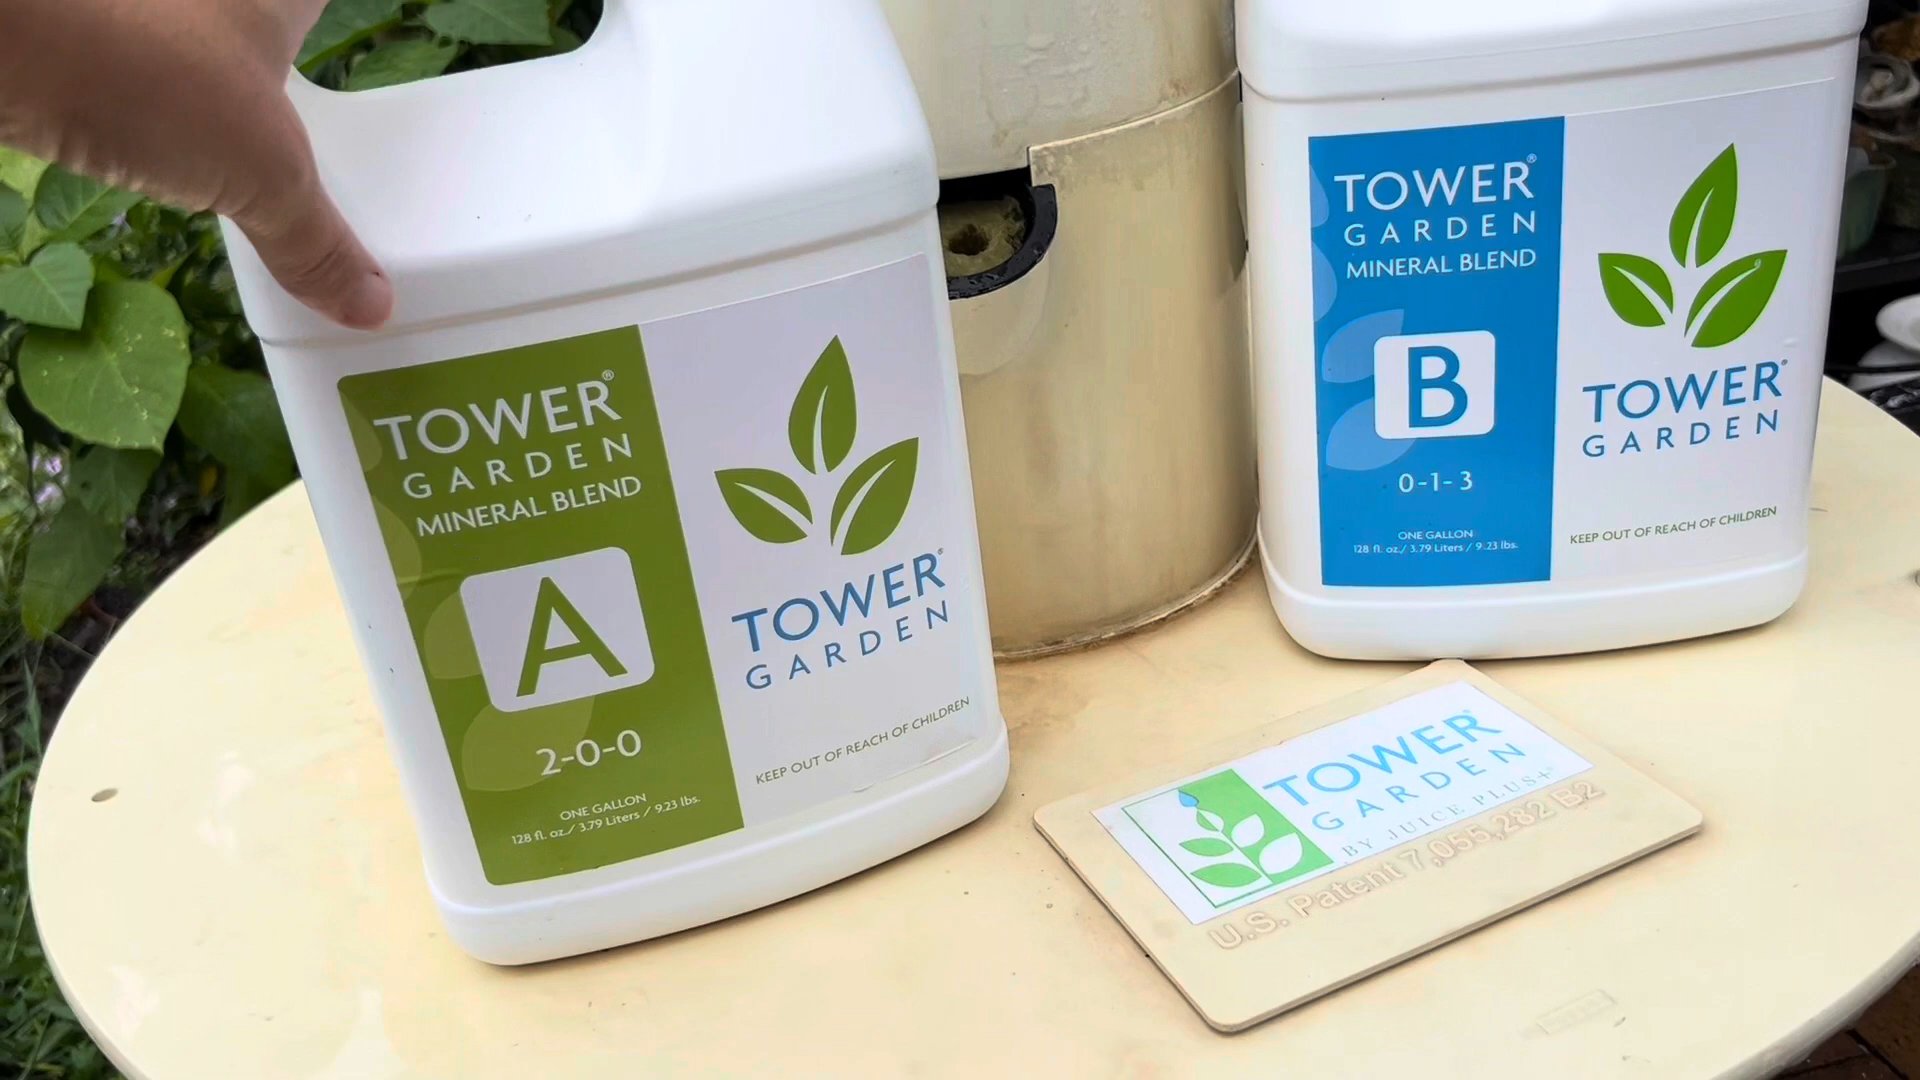 TOWER®
GARDEN
MINERAL BLEND
A
2-0-0
ONE GALLON
128 fl. oz./ 3.79 Liters / 9.23 lbs.
TOWER®
GARDEN
KEEP OUT OF REACH OF CHILDREN
TOWER®
GARDEN
MINERAL BLEND
B
0-1-3
ONE GALLON
128 fl. oz./ 3.79 Liters / 9.23 lbs.
TOWER®
GARDEN
KEEP OUT OF REACH OF CHILDREN
TOWER®
GARDEN
BY JUICE PLUS+®
U.S. Patent 7,055,282 B2